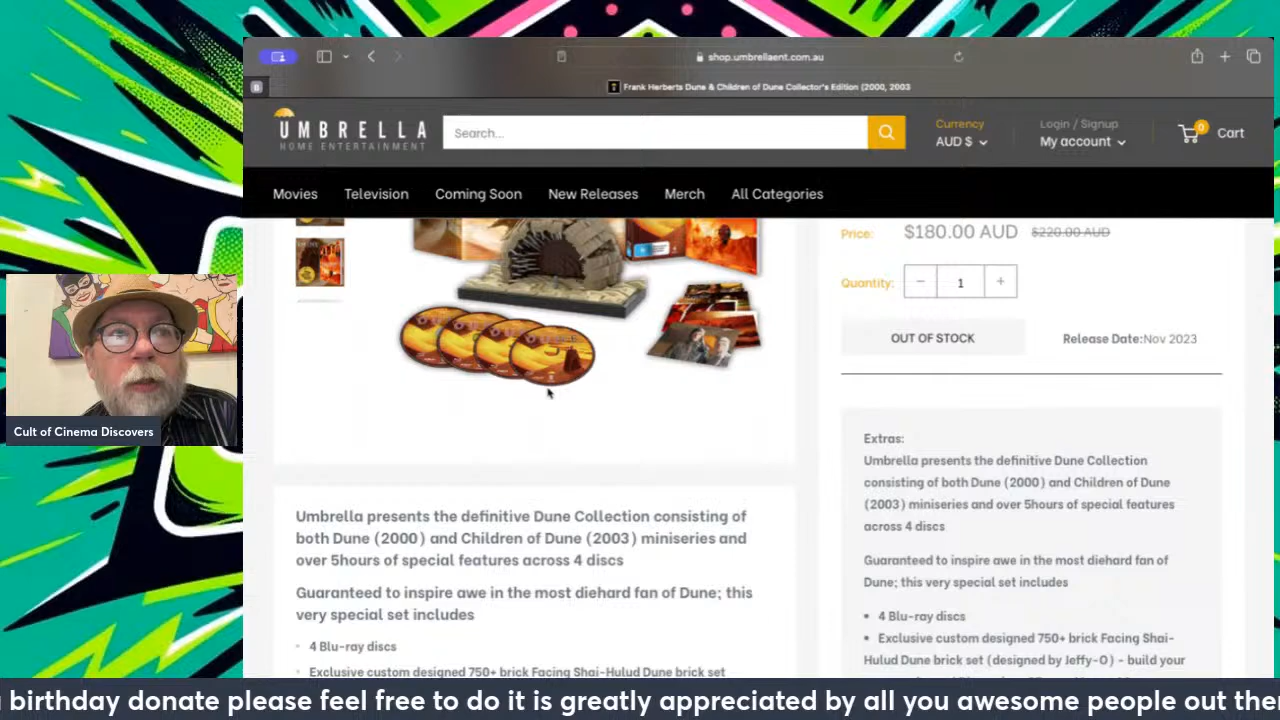 shop.umbrellaent.com.au
Frank Herberts Dune & Children of Dune Collector's Edition (2000, 2003
UMBRELLA
HOME ENTERTAINMENT
Search...
Currency
AUD $
Login / Signup
My account
0
Cart
Movies
Television
Coming Soon
New Releases
Merch
All Categories
Price:
$180.00 AUD
$220.00 AUD
Quantity:
− 1 +
OUT OF STOCK
Release Date:Nov 2023
Extras:
Umbrella presents the definitive Dune Collection
consisting of both Dune (2000) and Children of Dune
(2003) miniseries and over 5hours of special features
across 4 discs
Guaranteed to inspire awe in the most diehard fan of
Dune; this very special set includes
• 4 Blu-ray discs
• Exclusive custom designed 750+ brick Facing Shai-
Hulud Dune brick set (designed by Jeffy-O) - build your
Umbrella presents the definitive Dune Collection consisting of
both Dune (2000) and Children of Dune (2003) miniseries and
over 5hours of special features across 4 discs
Guaranteed to inspire awe in the most diehard fan of Dune; this
very special set includes
• 4 Blu-ray discs
• Exclusive custom designed 750+ brick Facing Shai-Hulud Dune brick set
Cult of Cinema Discovers
birthday donate please feel free to do it is greatly appreciated by all you awesome people out